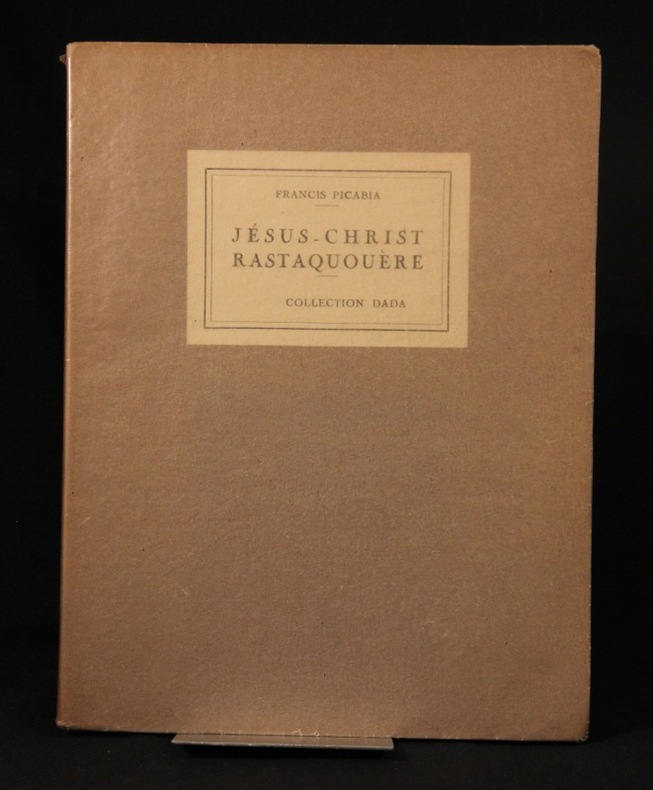 FRANCIS PICABIA
JÉSUS-CHRIST
RASTAQUOUÈRE
COLLECTION DADA